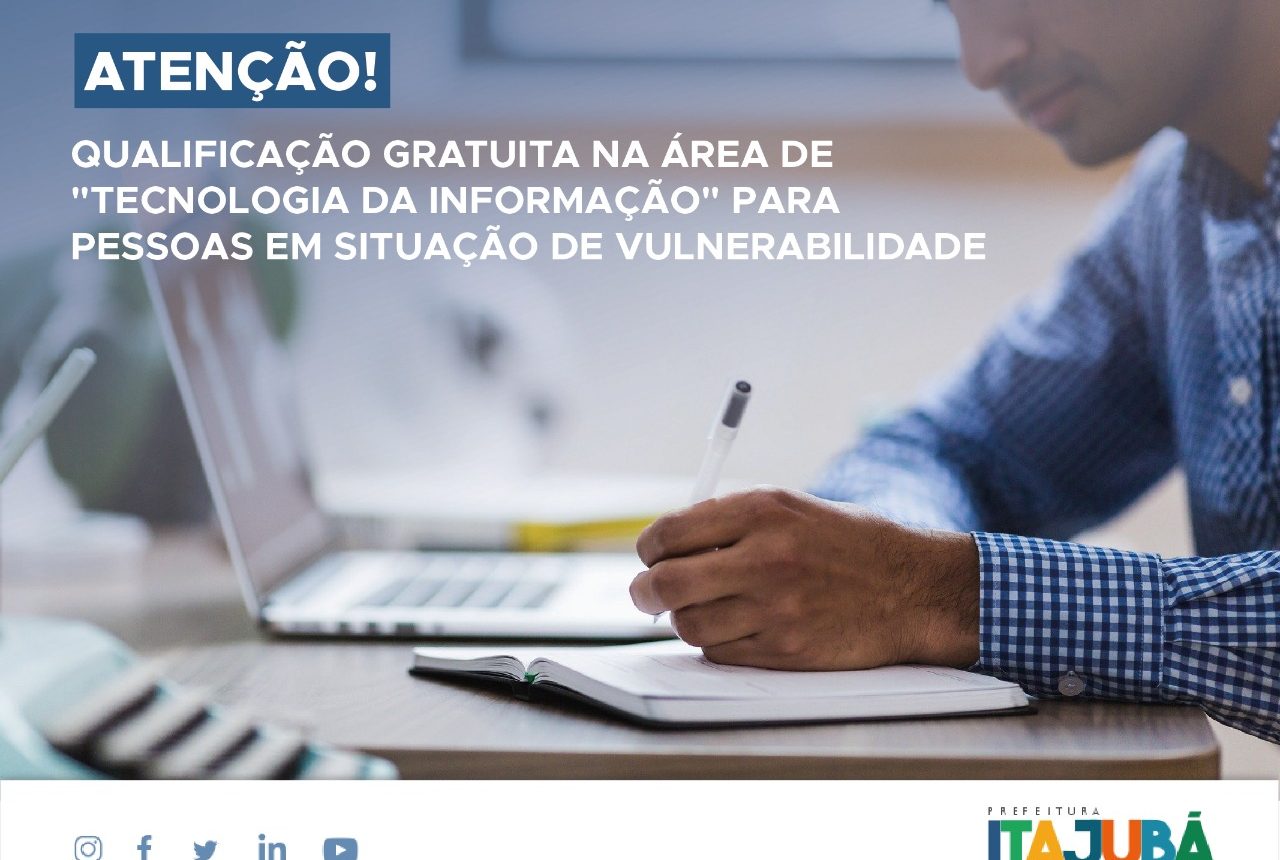 ATENÇÃO!
QUALIFICAÇÃO GRATUITA NA ÁREA DE
"TECNOLOGIA DA INFORMAÇÃO" PARA
PESSOAS EM SITUAÇÃO DE VULNERABILIDADE
PREFEITURA
ITAJUBÁ